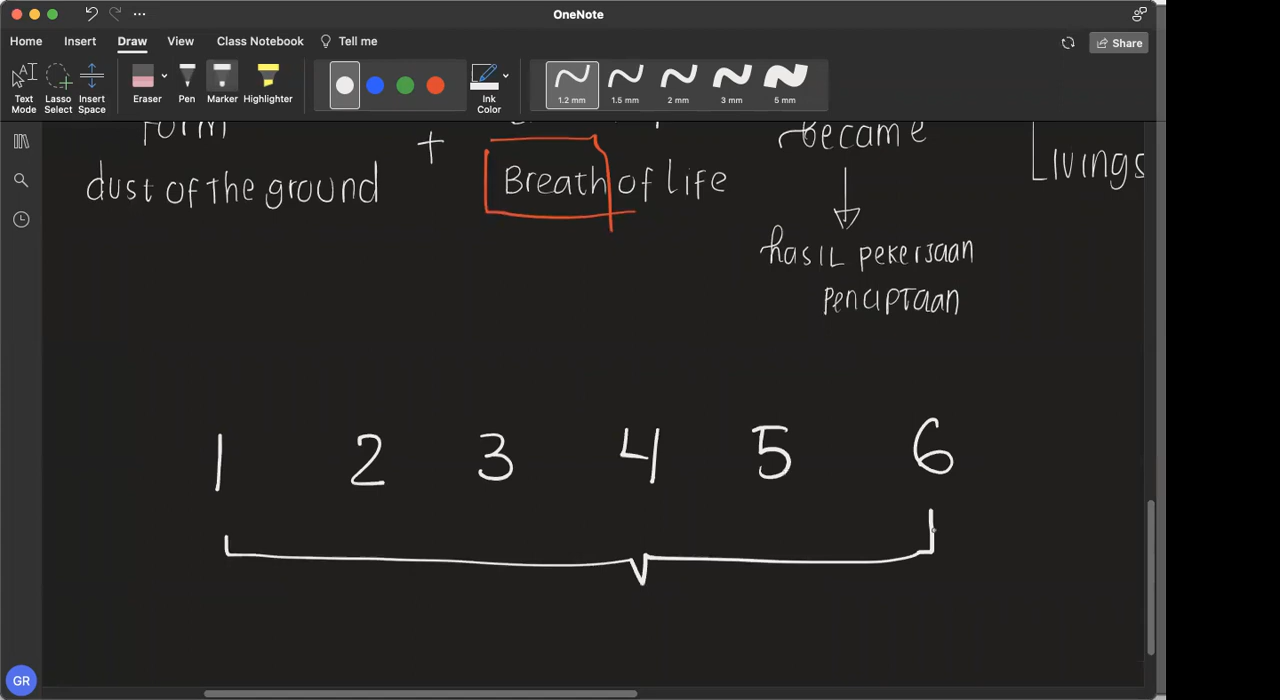 OneNote
Home Insert Draw View Class Notebook Tell me
Share
Text Mode
Lasso Select
Insert Space
Eraser
Pen
Marker
Highlighter
Ink Color
1.2 mm
1.5 mm
2 mm
3 mm
5 mm
form
became
dust of the ground + Breath of life
Livings
hasil pekerjaan
penciptaan
1 2 3 4 5 6
GR